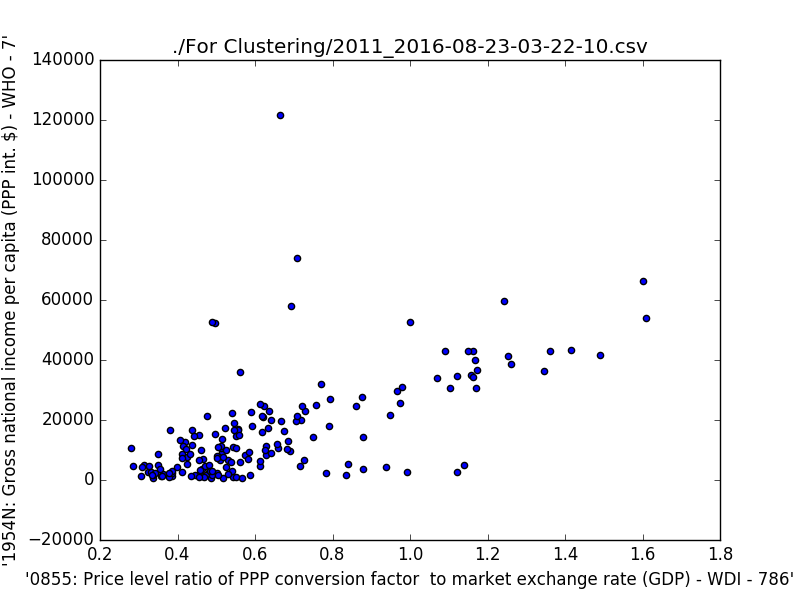 ./For Clustering/2011_2016-08-23-03-22-10.csv
'1954N: Gross national income per capita (PPP int. $) - WHO - 7'
140000
120000
100000
80000
60000
40000
20000
0
−20000
0.2 0.4 0.6 0.8 1.0 1.2 1.4 1.6 1.8
'0855: Price level ratio of PPP conversion factor  to market exchange rate (GDP) - WDI - 786'